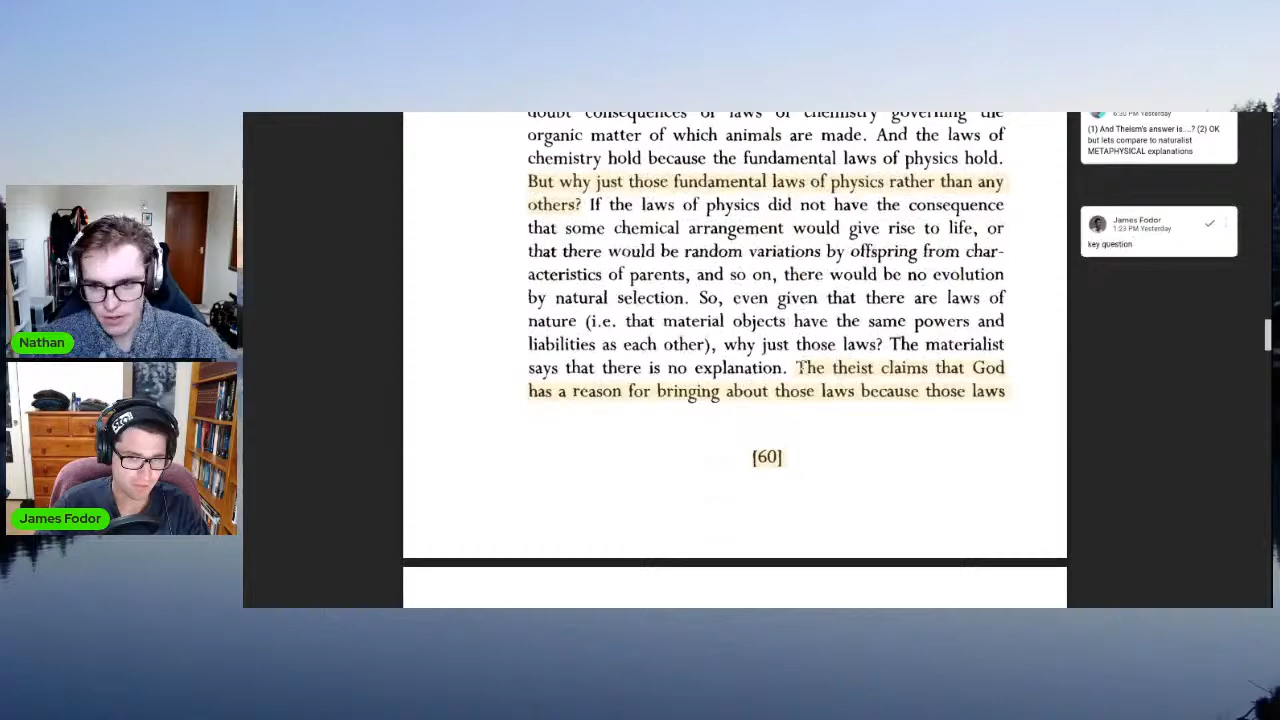 doubt consequences of laws of chemistry governing the
organic matter of which animals are made. And the laws of
chemistry hold because the fundamental laws of physics hold.
But why just those fundamental laws of physics rather than any
others? If the laws of physics did not have the consequence
that some chemical arrangement would give rise to life, or
that there would be random variations by offspring from char-
acteristics of parents, and so on, there would be no evolution
by natural selection. So, even given that there are laws of
nature (i.e. that material objects have the same powers and
liabilities as each other), why just those laws? The materialist
says that there is no explanation. The theist claims that God
has a reason for bringing about those laws because those laws
[60]
6:30 PM Yesterday
(1) And Theism's answer is....? (2) OK
but lets compare to naturalist
METAPHYSICAL explanations
James Fodor
1:23 PM Yesterday
key question
Nathan
James Fodor